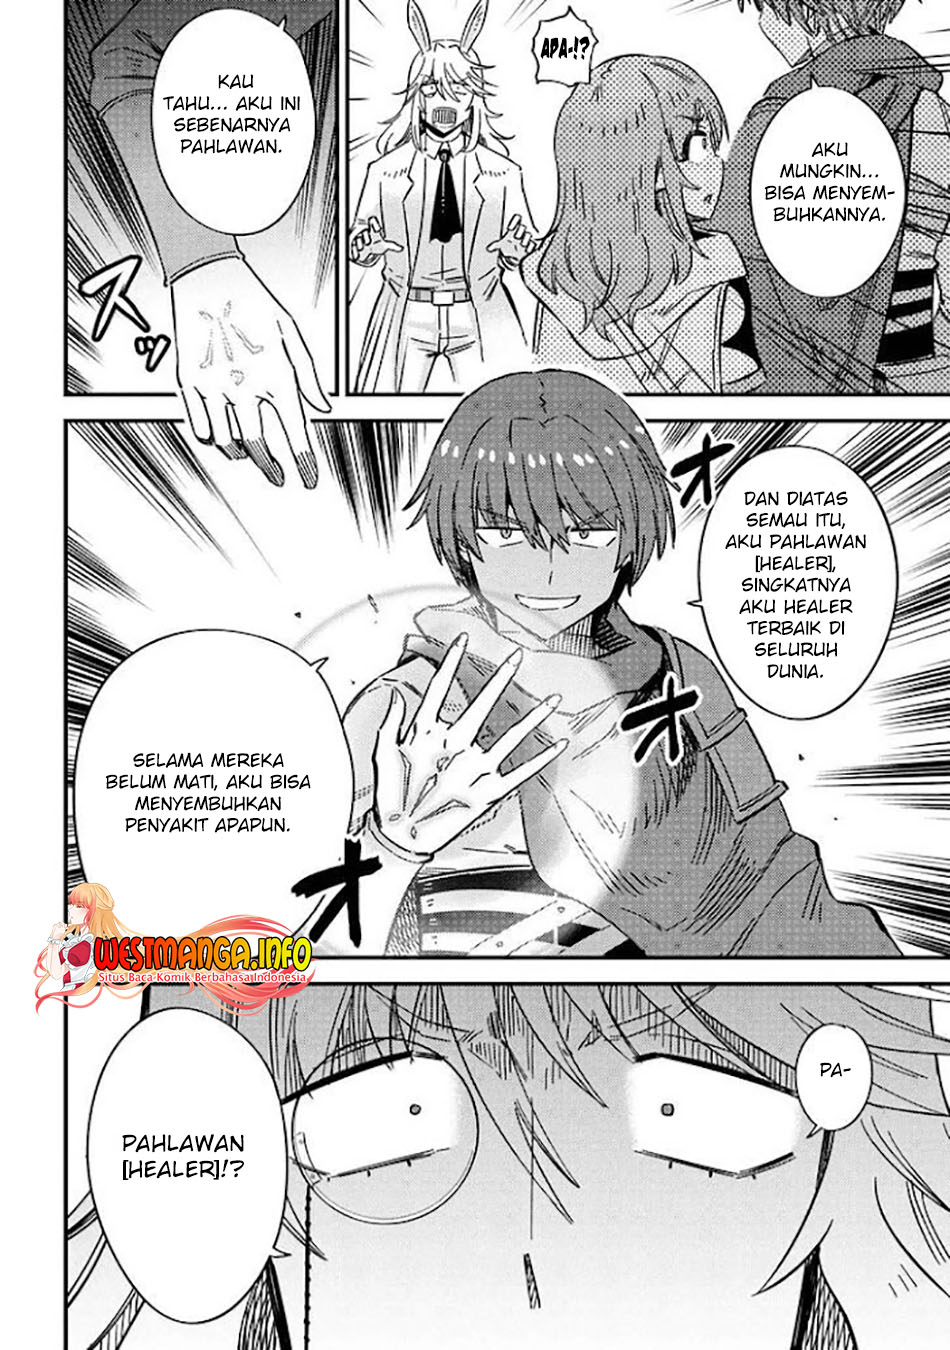 AKU
MUNGKIN...
BISA MENYEM-
BUHKANNYA.
APA-!?
KAU
TAHU... AKU INI
SEBENARNYA
PAHLAWAN.
スッ
DAN DIATAS
SEMAU ITU,
AKU PAHLAWAN
[HEALER],
SINGKATNYA
AKU HEALER
TERBAIK DI
SELURUH
DUNIA.
SELAMA MEREKA
BELUM MATI, AKU BISA
MENYEMBUHKAN
PENYAKIT APAPUN.
WESTMANGA.INFO
Situs Baca Komik Berbahasa Indonesia
PA-
PAHLAWAN
[HEALER]!?